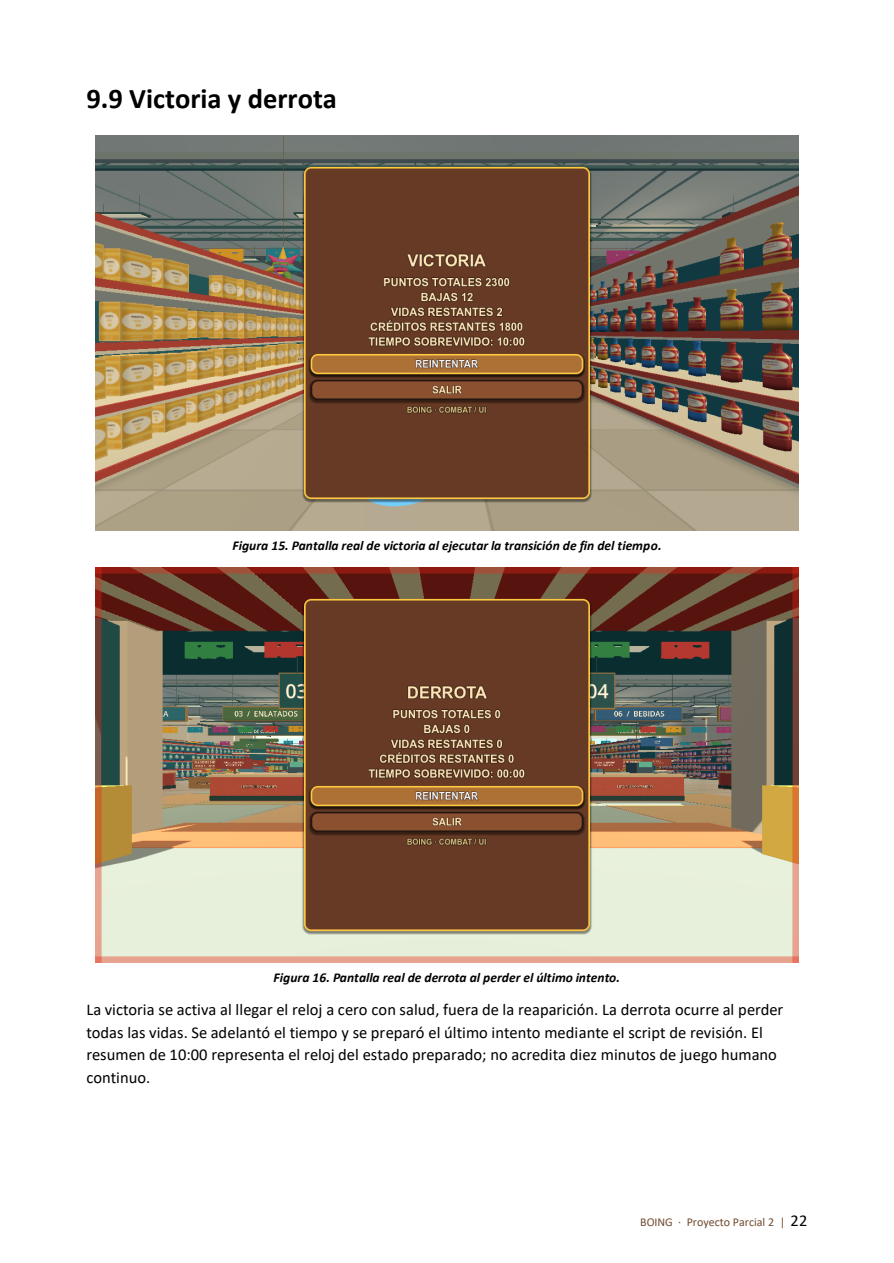 9.9 Victoria y derrota
VICTORIA
PUNTOS TOTALES 2300
BAJAS 12
VIDAS RESTANTES 2
CRÉDITOS RESTANTES 1800
TIEMPO SOBREVIVIDO: 10:00
REINTENTAR
SALIR
BOING · COMBAT / UI
Figura 15. Pantalla real de victoria al ejecutar la transición de fin del tiempo.
03
04
A
03 / ENLATADOS
06 / BEBIDAS
DERROTA
PUNTOS TOTALES 0
BAJAS 0
VIDAS RESTANTES 0
CRÉDITOS RESTANTES 0
TIEMPO SOBREVIVIDO: 00:00
REINTENTAR
SALIR
BOING · COMBAT / UI
Figura 16. Pantalla real de derrota al perder el último intento.
La victoria se activa al llegar el reloj a cero con salud, fuera de la reaparición. La derrota ocurre al perder
todas las vidas. Se adelantó el tiempo y se preparó el último intento mediante el script de revisión. El
resumen de 10:00 representa el reloj del estado preparado; no acredita diez minutos de juego humano
continuo.
BOING · Proyecto Parcial 2 | 22